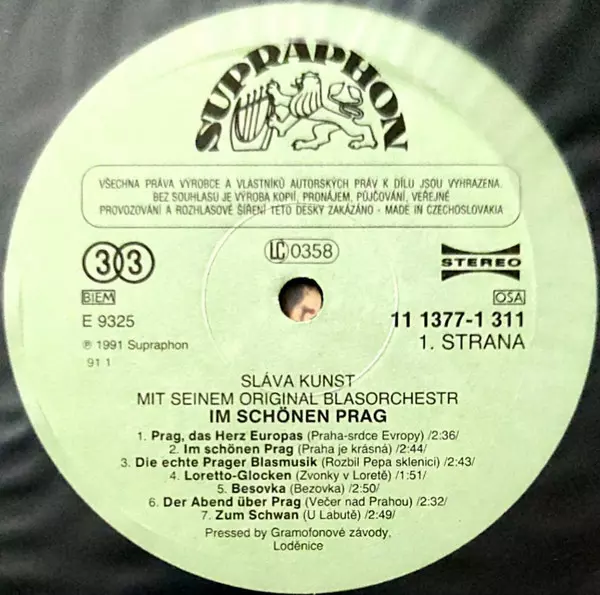 SUPRAPHON
VŠECHNA PRÁVA VÝROBCE A VLASTNÍKŮ AUTORSKÝCH PRÁV K DÍLU JSOU VYHRAZENA.
BEZ SOUHLASU JE VÝROBA KOPIÍ, PRONÁJEM, PŮJČOVÁNÍ, VEŘEJNÉ
PROVOZOVÁNÍ A ROZHLASOVÉ ŠÍŘENÍ TÉTO DESKY ZAKÁZÁNO - MADE IN CZECHOSLOVAKIA
33
LC 0358
STEREO
BIEM
OSA
E 9325
11 1377-1 311
℗ 1991 Supraphon
1. STRANA
91 1
SLÁVA KUNST
MIT SEINEM ORIGINAL BLASORCHESTR
IM SCHÖNEN PRAG
1. Prag, das Herz Europas (Praha-srdce Evropy) /2:36/
2. Im schönen Prag (Praha je krásná) /2:44/
3. Die echte Prager Blasmusik (Rozbil Pepa sklenici) /2:43/
4. Loretto-Glocken (Zvonky v Loretě) /1:51/
5. Besovka (Bezovka) /2:50/
6. Der Abend über Prag (Večer nad Prahou) /2:32/
7. Zum Schwan (U Labutě) /2:49/
Pressed by Gramofonové závody,
Loděnice